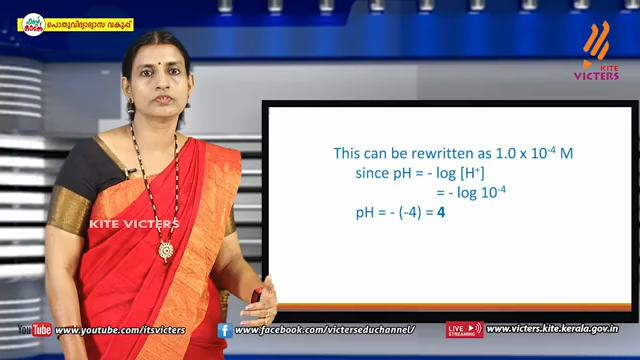 പൊതുവിദ്യാഭ്യാസ വകുപ്പ്
KITE
VICTERS
This can be rewritten as 1.0 x 10⁻⁴ M
since pH = - log [H⁺]
= - log 10⁻⁴
pH = - (-4) = 4
KITE VICTERS
YouTube www.youtube.com/itsvicters
f www.facebook.com/victerseduchannel/
LIVE STREAMING www.victers.kite.kerala.gov.in